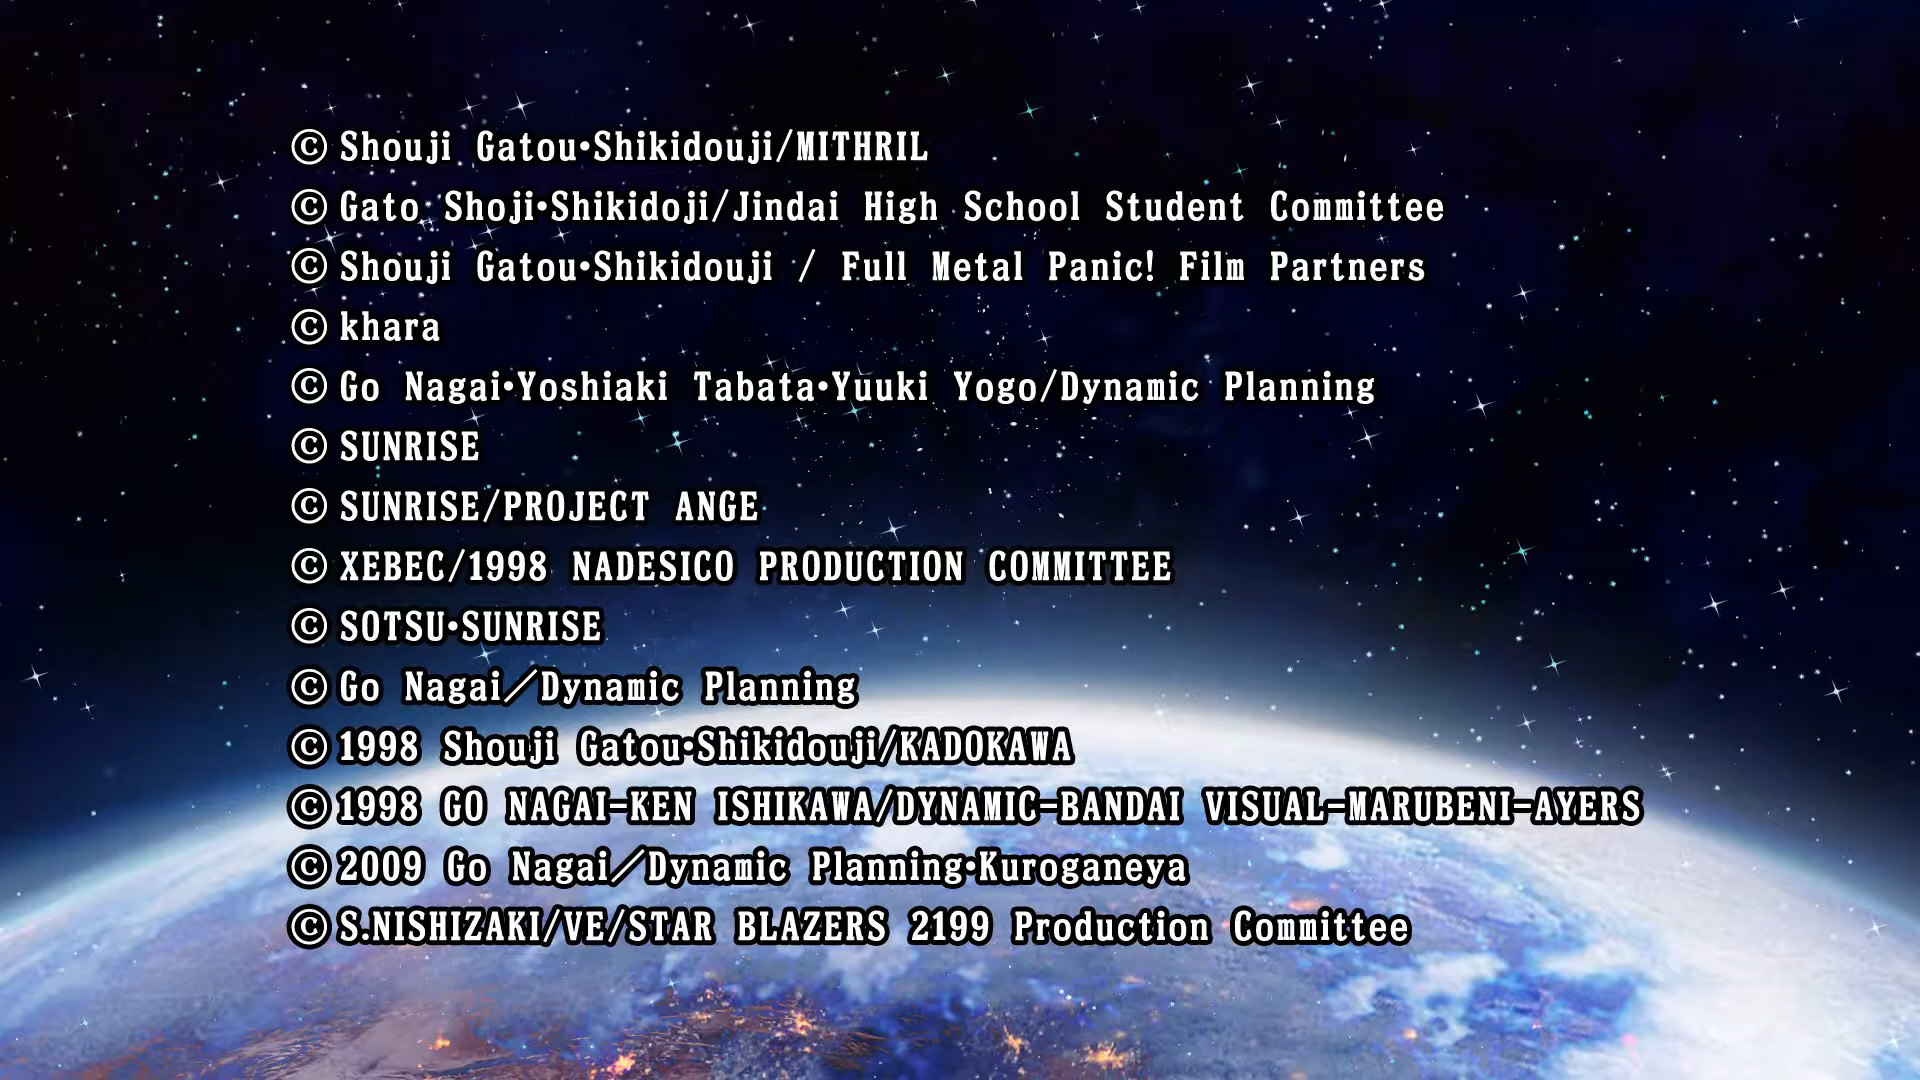 © Shouji Gatou•Shikidouji/MITHRIL
© Gato Shoji•Shikidoji/Jindai High School Student Committee
© Shouji Gatou•Shikidouji / Full Metal Panic! Film Partners
© khara
© Go Nagai•Yoshiaki Tabata•Yuuki Yogo/Dynamic Planning
© SUNRISE
© SUNRISE/PROJECT ANGE
© XEBEC/1998 NADESICO PRODUCTION COMMITTEE
© SOTSU•SUNRISE
© Go Nagai／Dynamic Planning
© 1998 Shouji Gatou•Shikidouji/KADOKAWA
© 1998 GO NAGAI-KEN ISHIKAWA/DYNAMIC-BANDAI VISUAL-MARUBENI-AYERS
© 2009 Go Nagai／Dynamic Planning•Kuroganeya
© S.NISHIZAKI/VE/STAR BLAZERS 2199 Production Committee